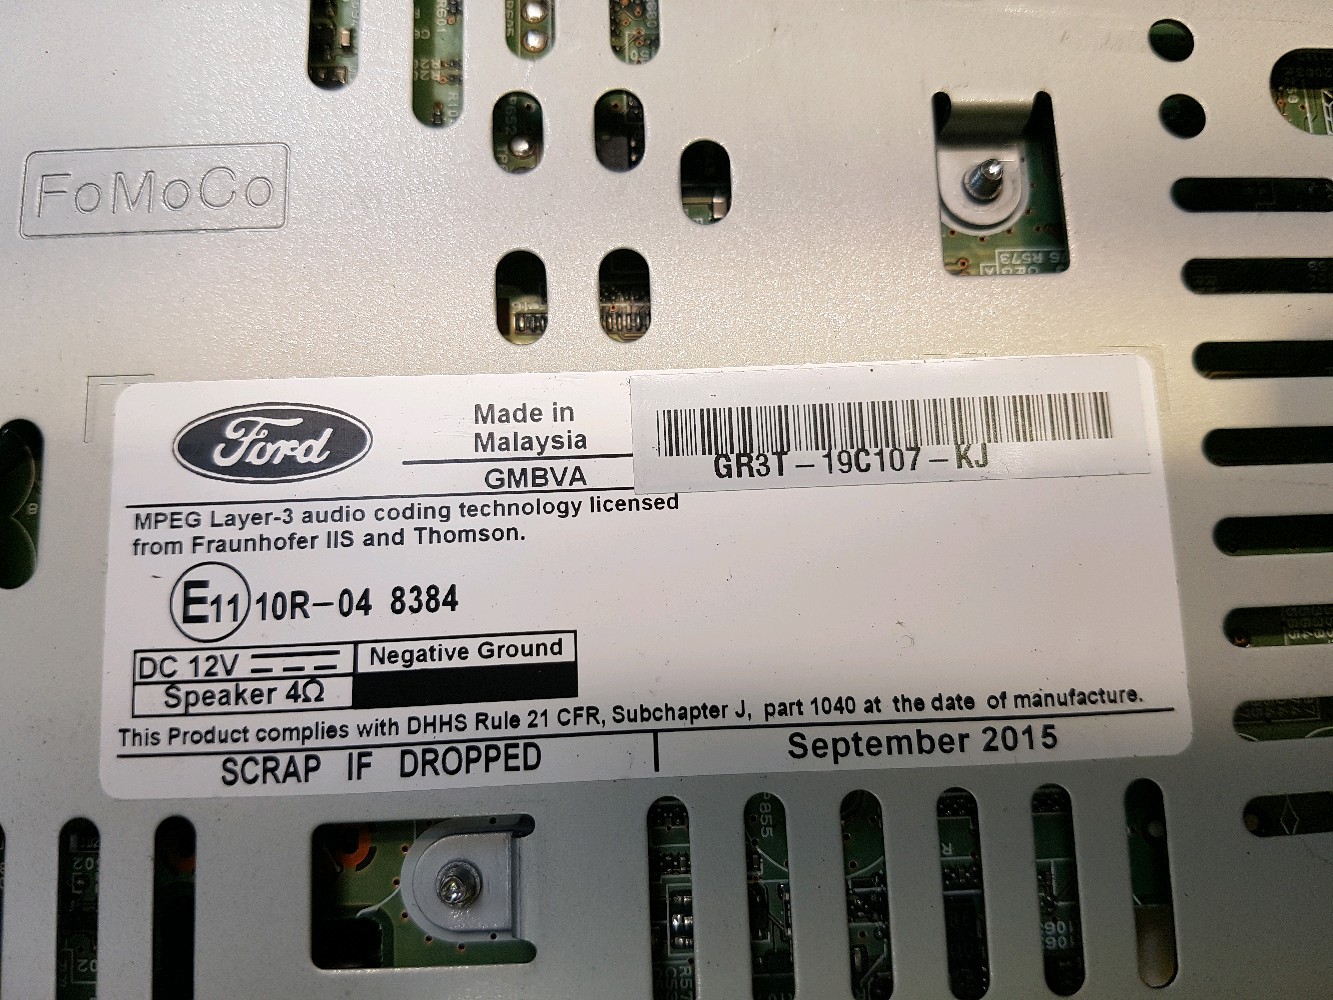 FoMoCo
Ford
Made in
Malaysia
GMBVA
GR3T-19C107-KJ
MPEG Layer-3 audio coding technology licensed
from Fraunhofer IIS and Thomson.
E11 10R-04 8384
DC 12V
Negative Ground
Speaker 4Ω
This Product complies with DHHS Rule 21 CFR, Subchapter J, part 1040 at the date of manufacture.
SCRAP IF DROPPED
September 2015